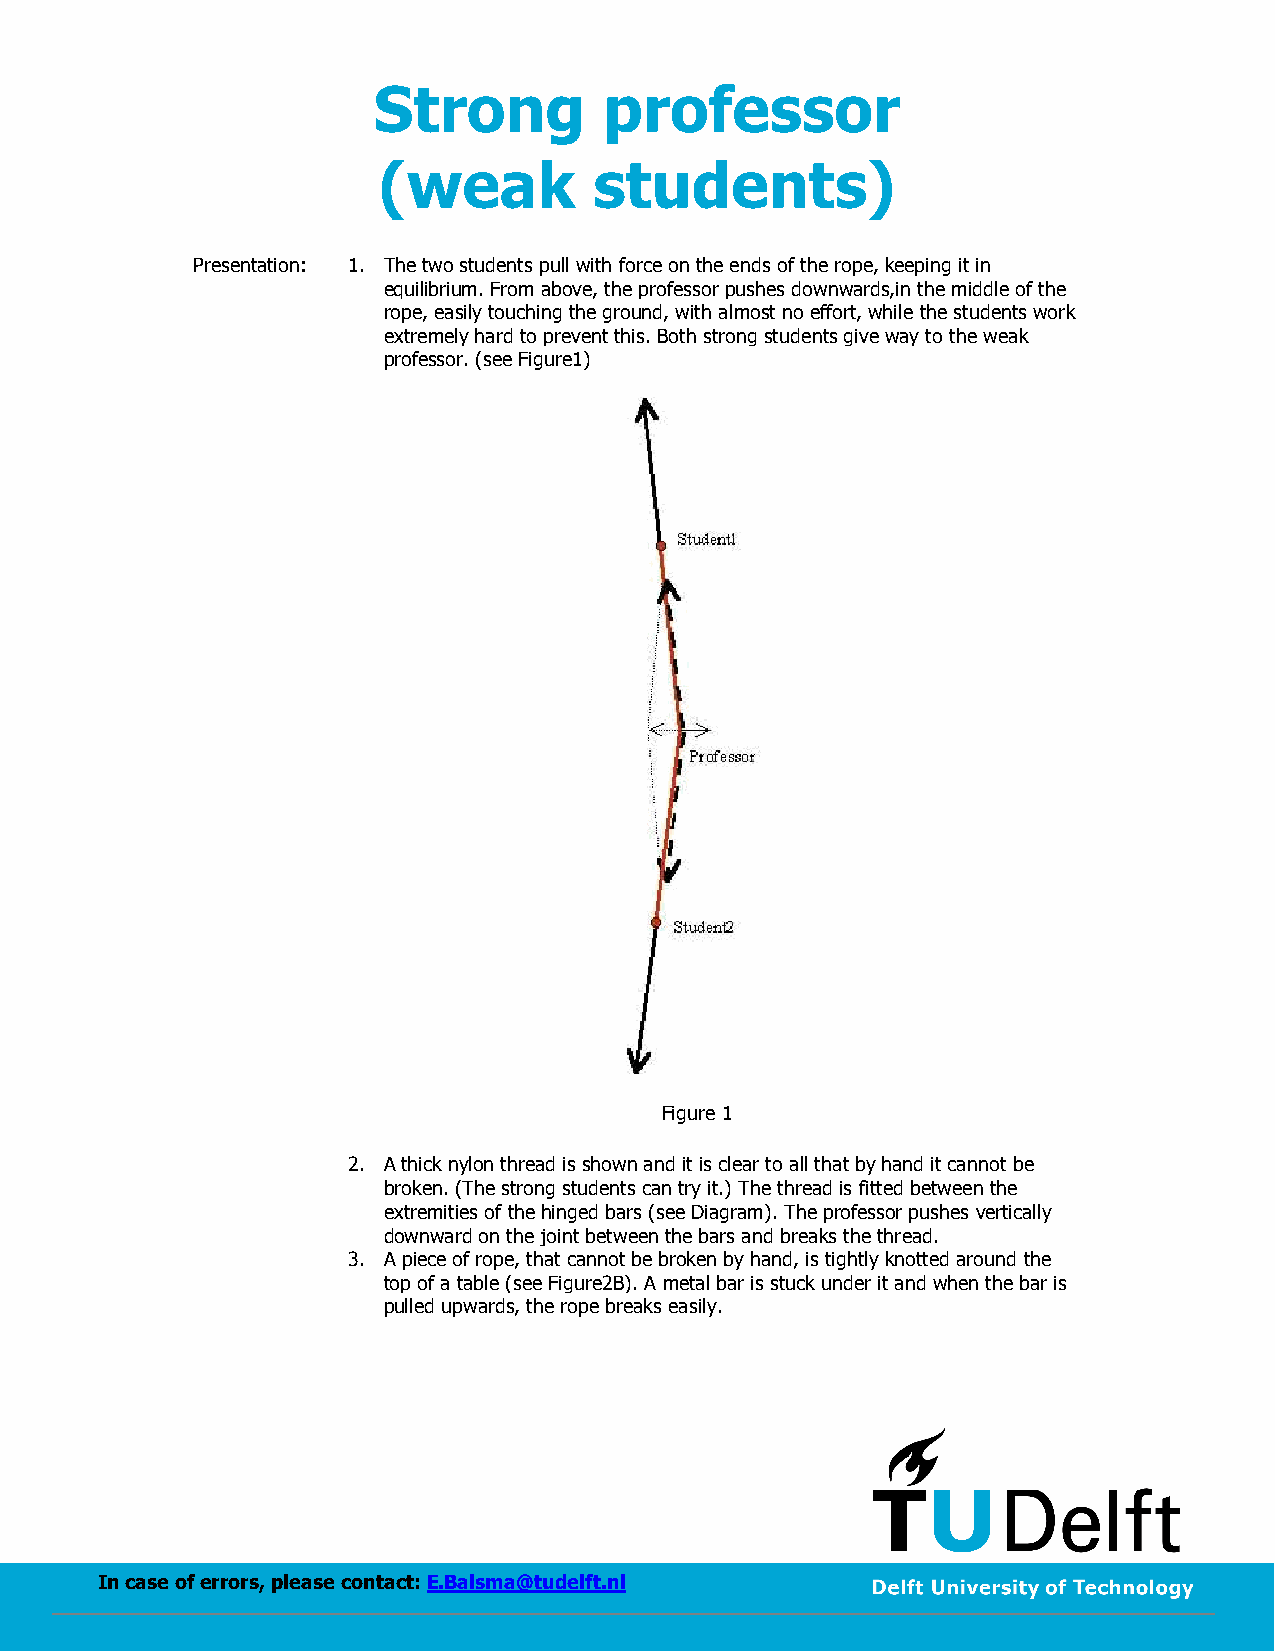 Strong professor
(weak students)
Presentation: 1. The two students pull with force on the ends of the rope, keeping it in
equilibrium. From above, the professor pushes downwards,in the middle of the
rope, easily touching the ground, with almost no effort, while the students work
extremely hard to prevent this. Both strong students give way to the weak
professor. (see Figure1)
Student1
Professor
Student2
Figure 1
2. A thick nylon thread is shown and it is clear to all that by hand it cannot be
broken. (The strong students can try it.) The thread is fitted between the
extremities of the hinged bars (see Diagram). The professor pushes vertically
downward on the joint between the bars and breaks the thread.
3. A piece of rope, that cannot be broken by hand, is tightly knotted around the
top of a table (see Figure2B). A metal bar is stuck under it and when the bar is
pulled upwards, the rope breaks easily.
TUDelft
In case of errors, please contact: E.Balsma@tudelft.nl
Delft University of Technology